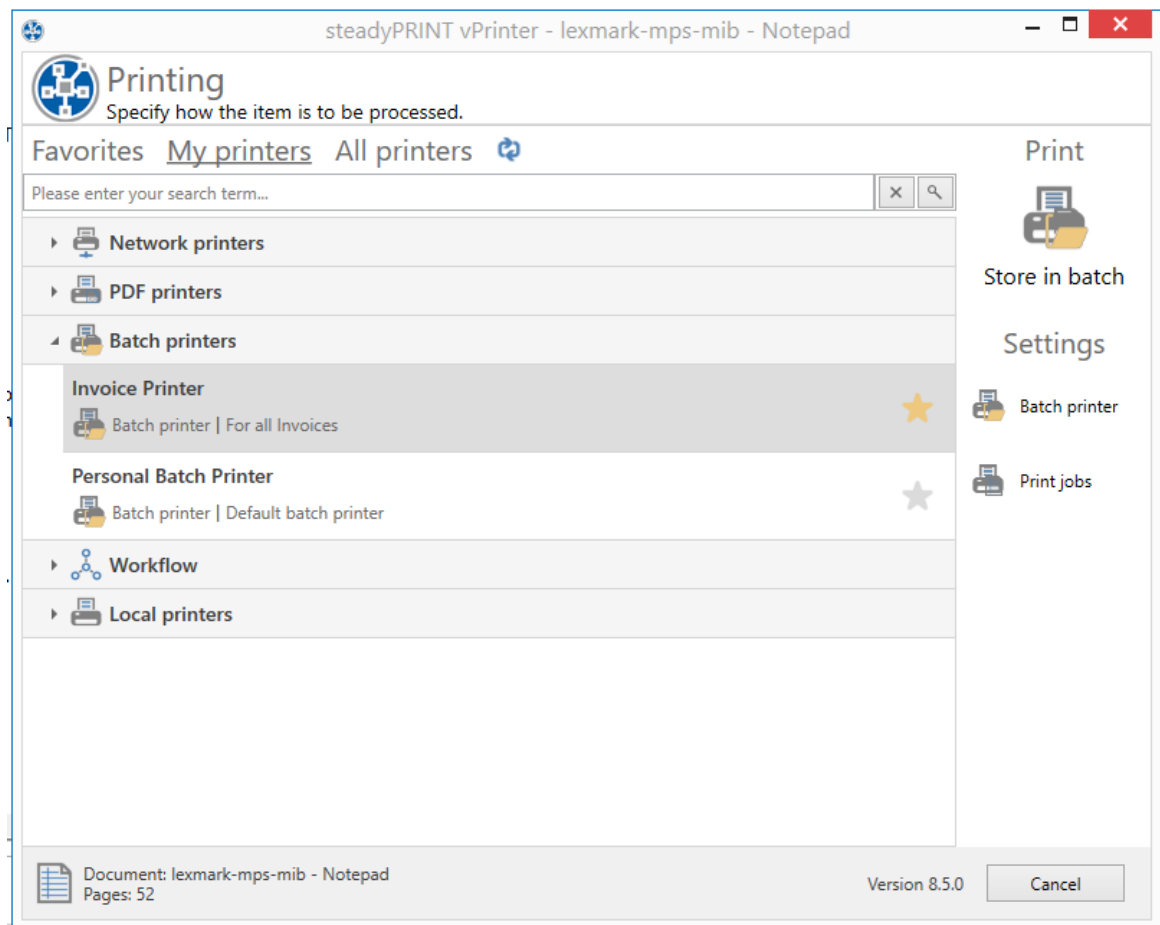 steadyPRINT vPrinter - lexmark-mps-mib - Notepad
Printing
Specify how the item is to be processed.
Favorites My printers All printers
Print
Please enter your search term...
Network printers
Store in batch
PDF printers
Batch printers
Settings
Invoice Printer
Batch printer | For all Invoices
Batch printer
Personal Batch Printer
Batch printer | Default batch printer
Print jobs
Workflow
Local printers
Document: lexmark-mps-mib - Notepad
Pages: 52
Version 8.5.0
Cancel